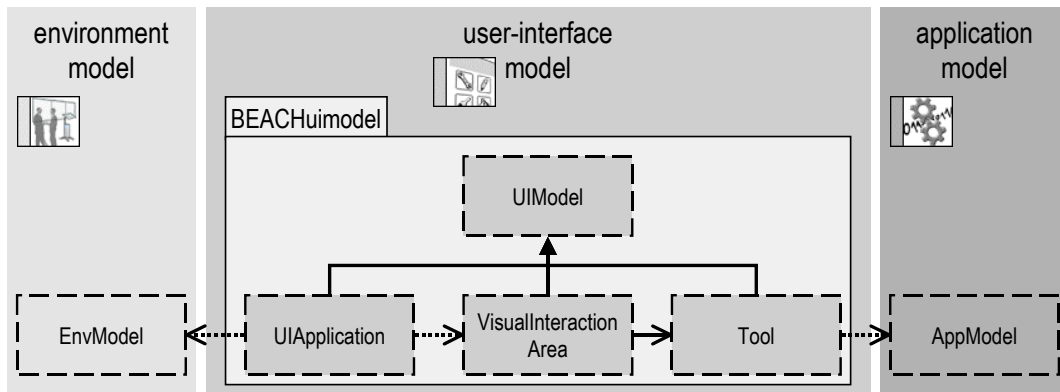 environment
model
user-interface
model
application
model
BEACHuimodel
UIModel
EnvModel
UIApplication
VisualInteraction
Area
Tool
AppModel